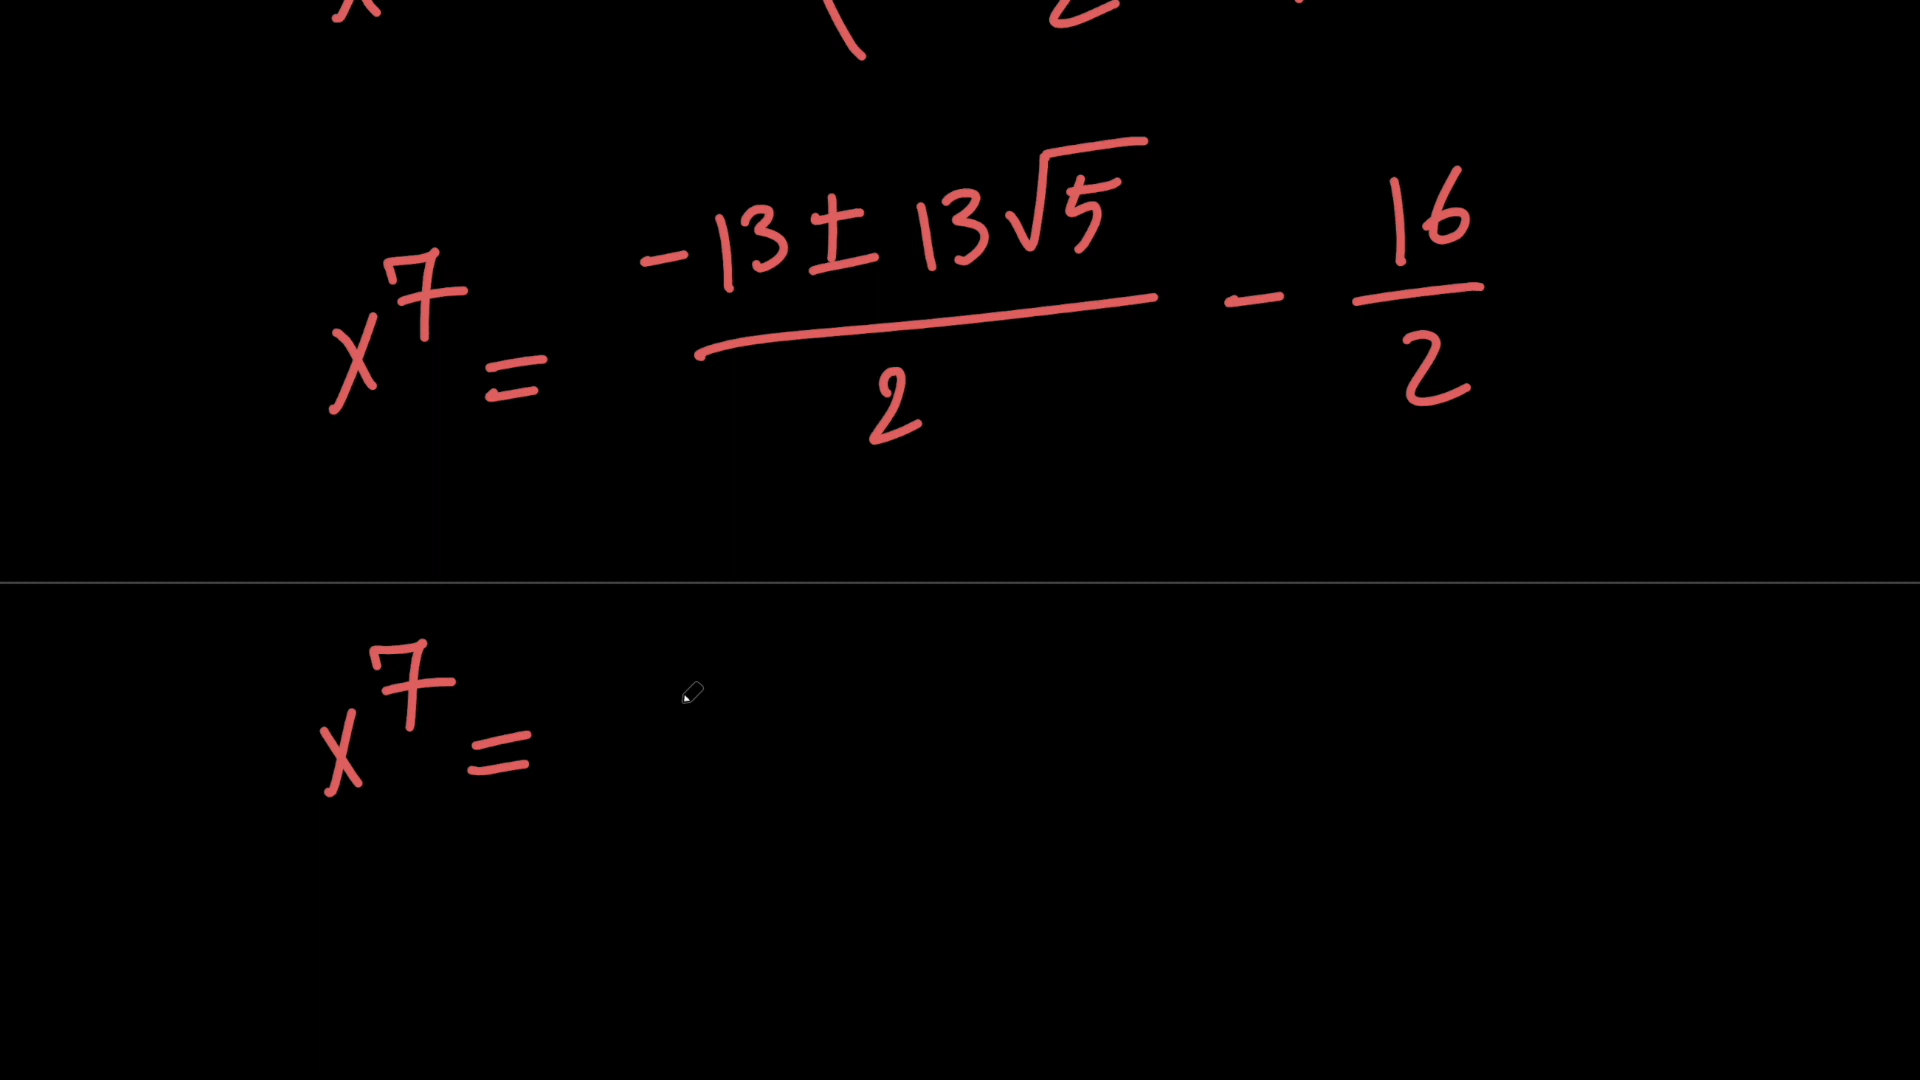 x^7 = (-13 ± 13√5)/2 - 16/2
x^7 =